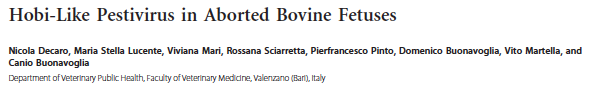 Hobi-Like Pestivirus in Aborted Bovine Fetuses
Nicola Decaro, Maria Stella Lucente, Viviana Mari, Rossana Sciarretta, Pierfrancesco Pinto, Domenico Buonavoglia, Vito Martella, and
Canio Buonavoglia
Department of Veterinary Public Health, Faculty of Veterinary Medicine, Valenzano (Bari), Italy